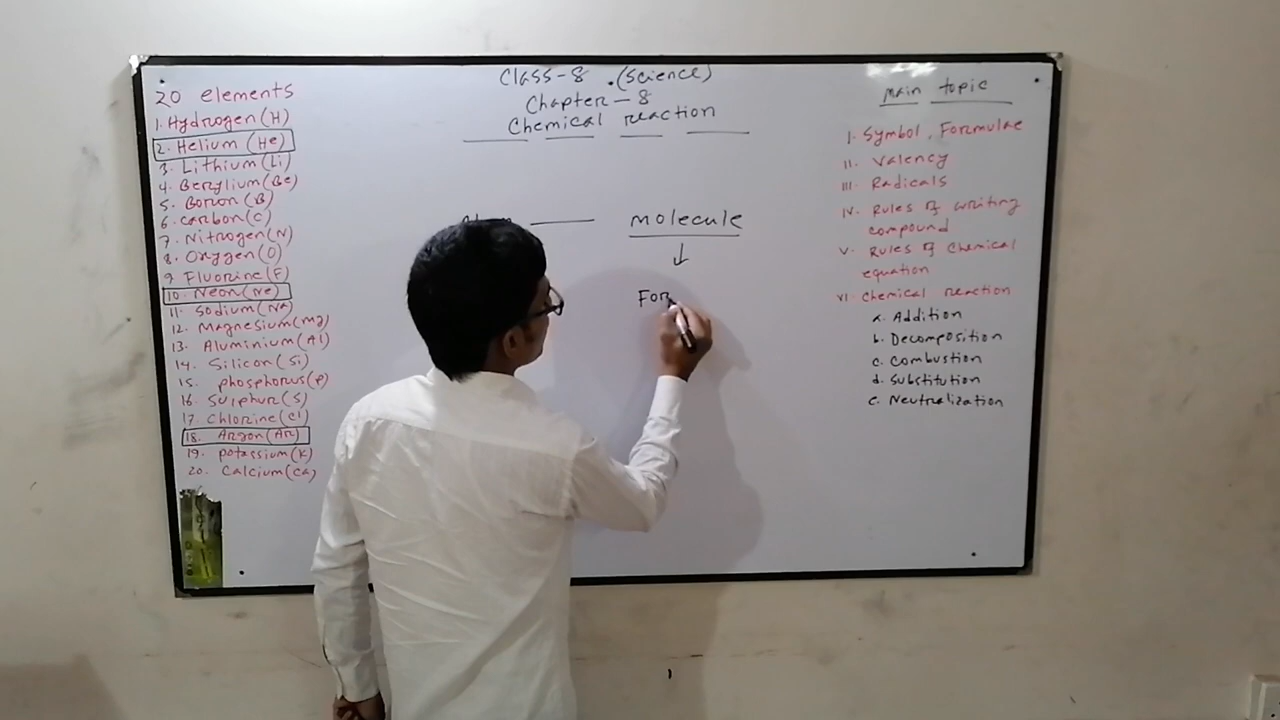 Class-8 .(Science)
Chapter-8
Chemical reaction
20 elements
1. Hydrogen (H)
2. Helium (He)
3. Lithium (Li)
4. Berylium (Be)
5. Boron (B)
6. carbon (C)
7. Nitrogen (N)
8. Oxygen (O)
9. Fluorine (F)
10. Neon (Ne)
11. Sodium (Na)
12. Magnesium (Mg)
13. Aluminium (Al)
14. Silicon (Si)
15. phosphorus (P)
16. Sulphur (S)
17. Chlorine (Cl)
18. Argon (Ar)
19. potassium (K)
20. Calcium (Ca)
molecule
For
main topic
I. Symbol, Formulae
II. Valency
III. Radicals
IV. Rules of writing
compound
V. Rules of Chemical
equation
VI. Chemical reaction
a. Addition
b. Decomposition
c. Combustion
d. Substitution
e. Neutralization